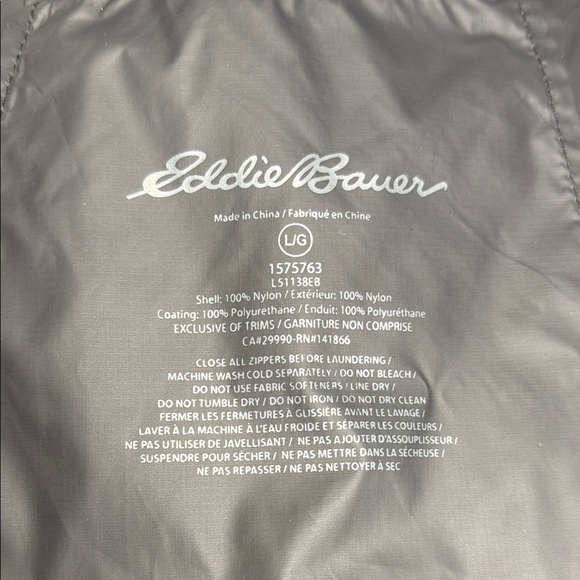 Eddie Bauer
Made in China / Fabriqué en Chine
L/G
1575763
L51138EB
Shell: 100% Nylon / Extérieur: 100% Nylon
Coating: 100% Polyurethane / Enduit: 100% Polyuréthane
EXCLUSIVE OF TRIMS / GARNITURE NON COMPRISE
CA#29990-RN#141866
CLOSE ALL ZIPPERS BEFORE LAUNDERING /
MACHINE WASH COLD SEPARATELY / DO NOT BLEACH /
DO NOT USE FABRIC SOFTENERS / LINE DRY /
DO NOT TUMBLE DRY / DO NOT IRON / DO NOT DRY CLEAN
FERMER LES FERMETURES À GLISSIÈRE AVANT LE LAVAGE /
LAVER À LA MACHINE À L'EAU FROIDE ET SÉPARER LES COULEURS /
NE PAS UTILISER DE JAVELLISANT / NE PAS AJOUTER D'ASSOUPLISSEUR /
SUSPENDRE POUR SÉCHER / NE PAS METTRE DANS LA SÉCHEUSE /
NE PAS REPASSER / NE PAS NETTOYER À SEC